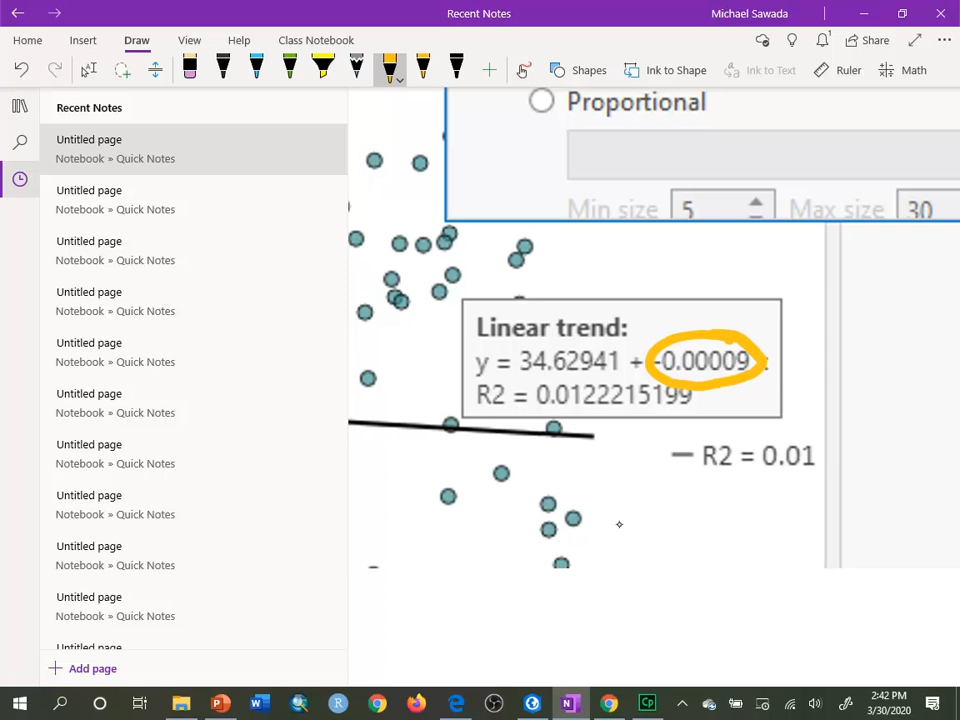 Recent Notes
Michael Sawada
Home
Insert
Draw
View
Help
Class Notebook
Share
Shapes
Ink to Shape
Ink to Text
Ruler
Math
Recent Notes
Untitled page
Notebook » Quick Notes
Untitled page
Notebook » Quick Notes
Untitled page
Notebook » Quick Notes
Untitled page
Notebook » Quick Notes
Untitled page
Notebook » Quick Notes
Untitled page
Notebook » Quick Notes
Untitled page
Notebook » Quick Notes
Untitled page
Notebook » Quick Notes
Untitled page
Notebook » Quick Notes
Untitled page
Notebook » Quick Notes
Untitled page
Add page
Proportional
Min size 5 Max size 30
Linear trend:
y = 34.62941 + -0.00009
R2 = 0.0122215199
R2 = 0.01
2:42 PM
3/30/2020